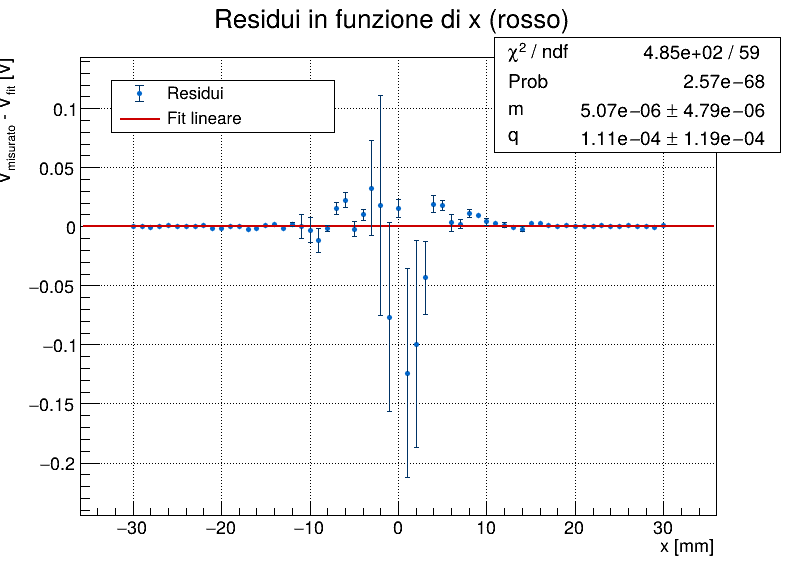 Residui in funzione di x (rosso)
χ² / ndf 4.85e+02 / 59
Prob 2.57e−68
m 5.07e−06 ± 4.79e−06
q 1.11e−04 ± 1.19e−04
Residui
Fit lineare
V_misurato - V_fit [V]
0.1
0.05
0
−0.05
−0.1
−0.15
−0.2
−30 −20 −10 0 10 20 30
x [mm]